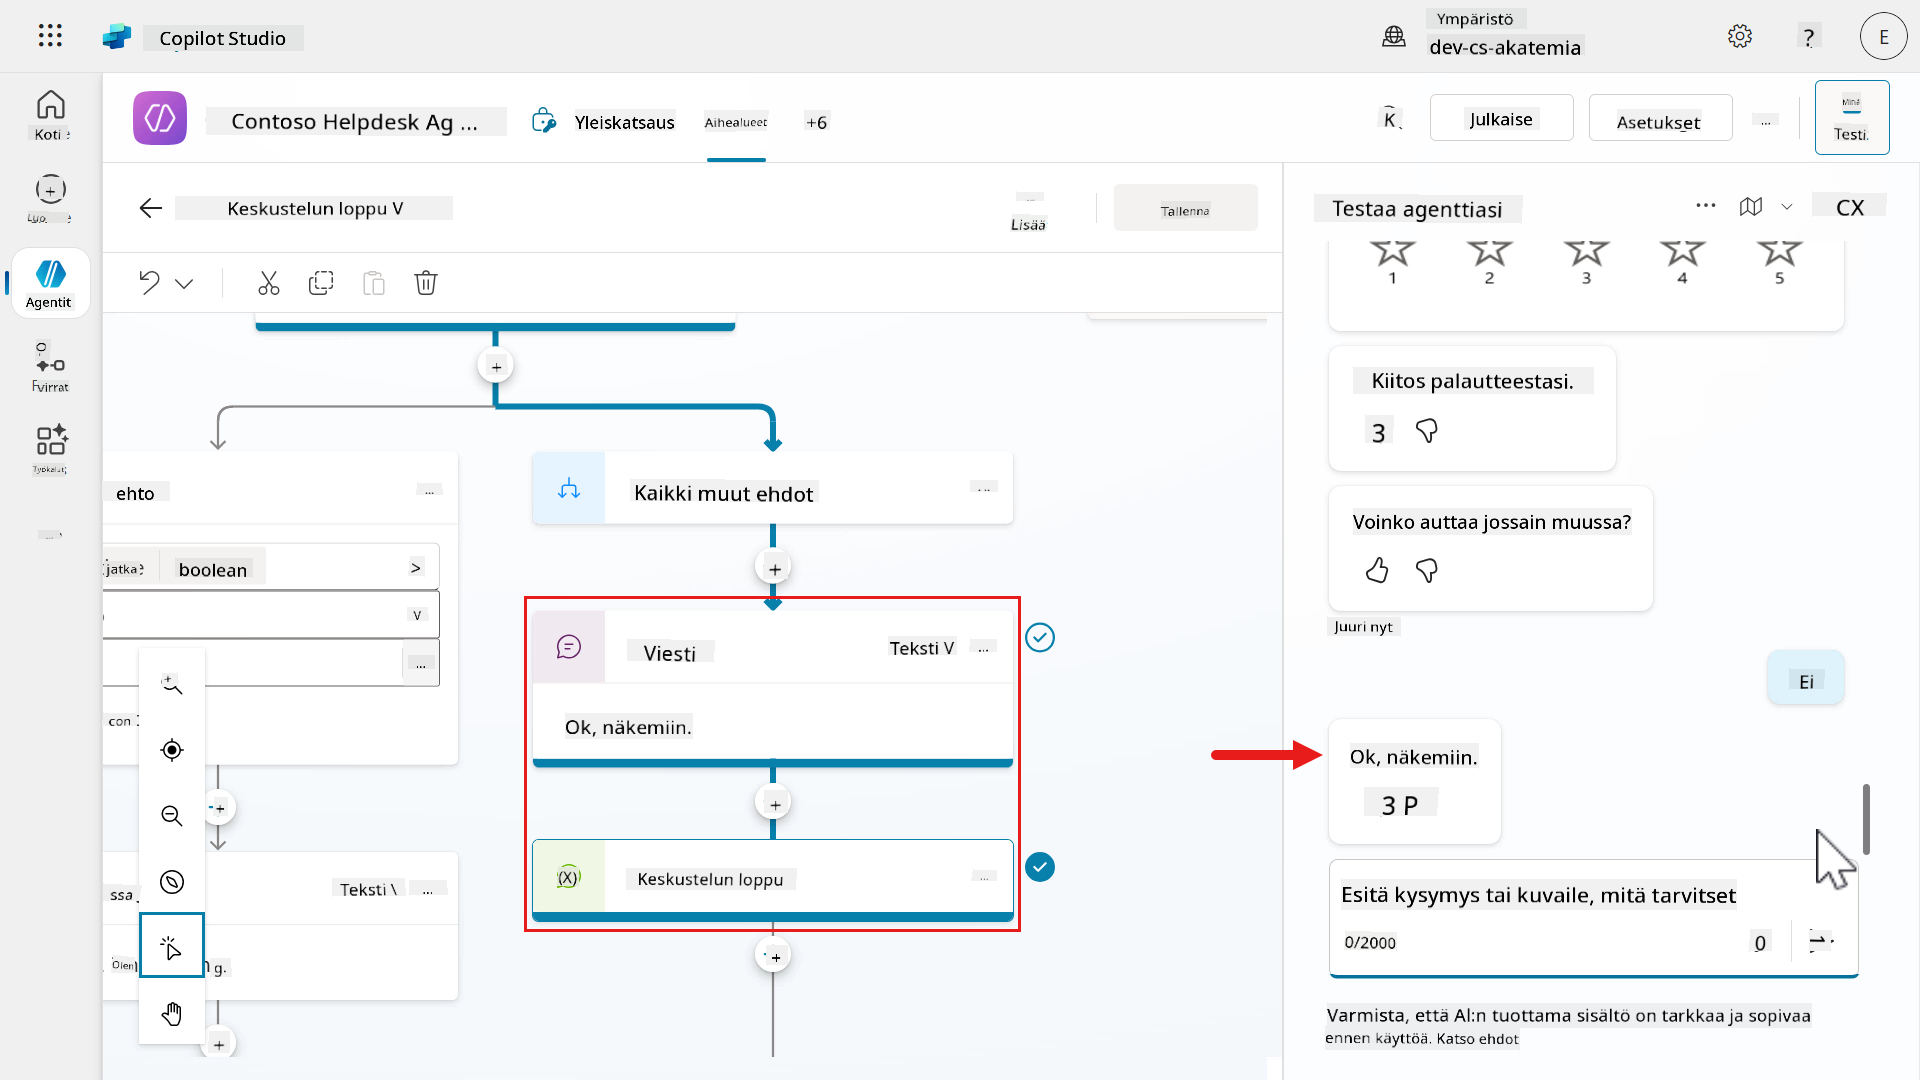 Copilot Studio
Ympäristö
dev-cs-akatemia
?
E
Koti
Contoso Helpdesk Ag ...
Yleiskatsaus
Aihealueet
+6
K
Julkaise
Asetukset
...
Minä
Testi.
Keskustelun loppu V
Lisää
Tallenna
Testaa agenttiasi
...
CX
Agentit
Työkalut;
1 2 3 4 5
Kiitos palautteestasi.
3
Voinko auttaa jossain muussa?
Juuri nyt
Ei
Ok, näkemiin.
3 P
ehto
...
jatka
boolean
>
V
...
con
Kaikki muut ehdot
Viesti
Teksti V
...
Ok, näkemiin.
(X)
Keskustelun loppu
...
ssa
Teksti \
...
g.
Esitä kysymys tai kuvaile, mitä tarvitset
0/2000
0
Varmista, että AI:n tuottama sisältö on tarkkaa ja sopivaa
ennen käyttöä. Katso ehdot